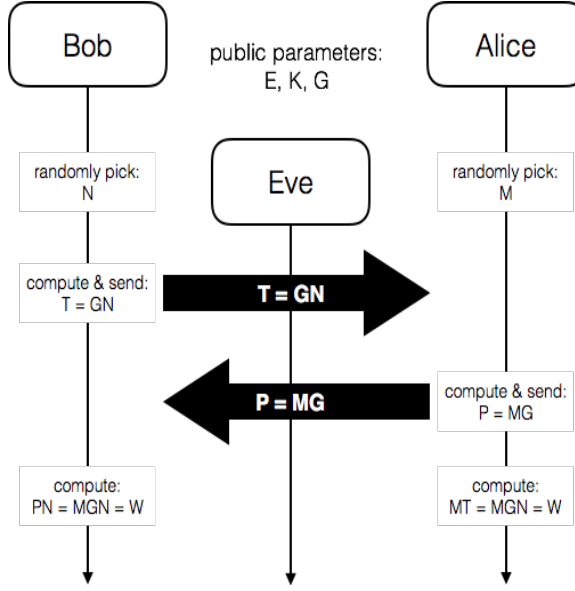 Bob
Alice
public parameters:
E, K, G
Eve
randomly pick:
N
randomly pick:
M
compute & send:
T = GN
T = GN
P = MG
compute & send:
P = MG
compute:
PN = MGN = W
compute:
MT = MGN = W